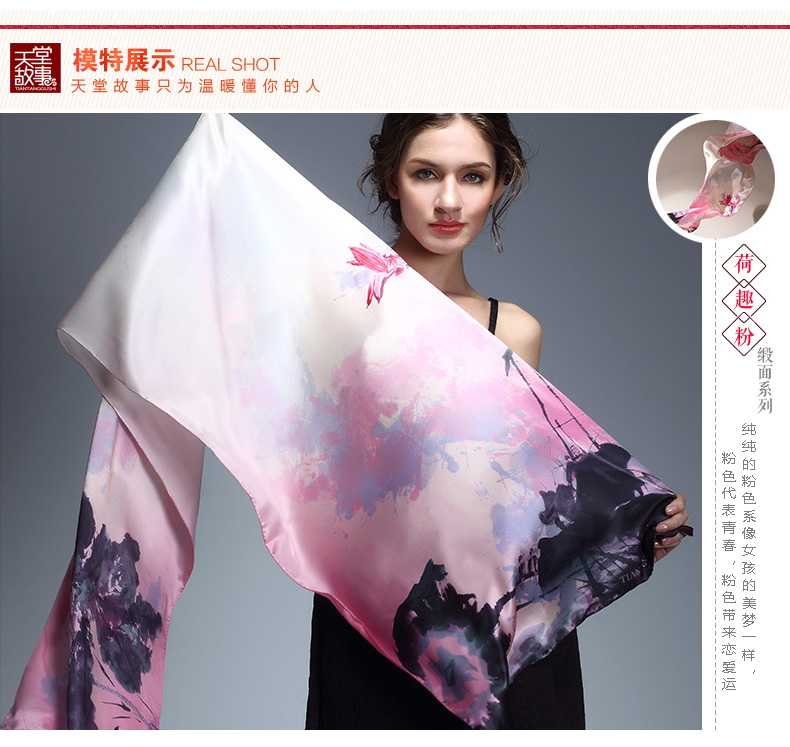 天堂
故事
TIANTANGGUSHI
模特展示 REAL SHOT
天堂故事只为温暖懂你的人
荷趣粉
缎面系列
纯纯的粉色系像女孩的美梦一样，
粉色代表青春，粉色带来恋爱运